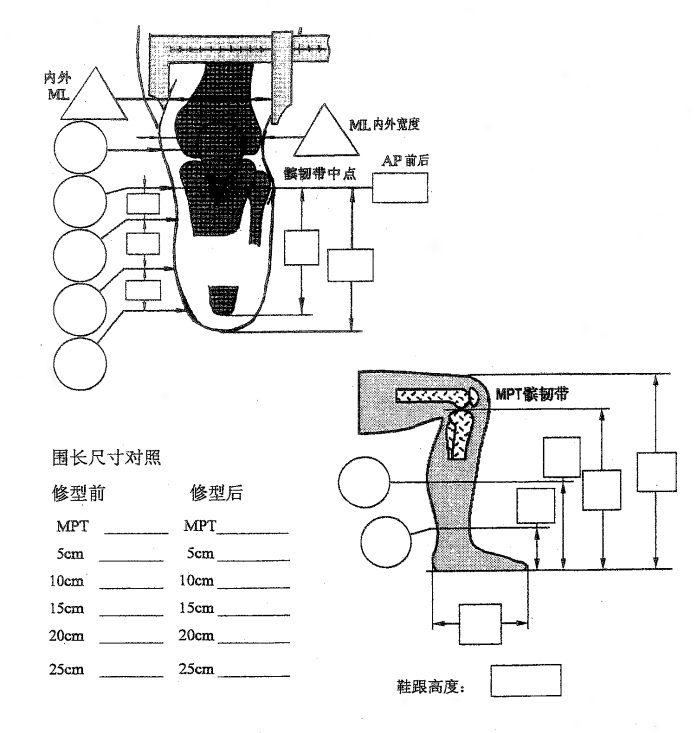 内外
ML
ML内外宽度
AP 前后
髌韧带中点
MPT髌韧带
围长尺寸对照
修型前 修型后
MPT MPT
5cm 5cm
10cm 10cm
15cm 15cm
20cm 20cm
25cm 25cm
鞋跟高度：